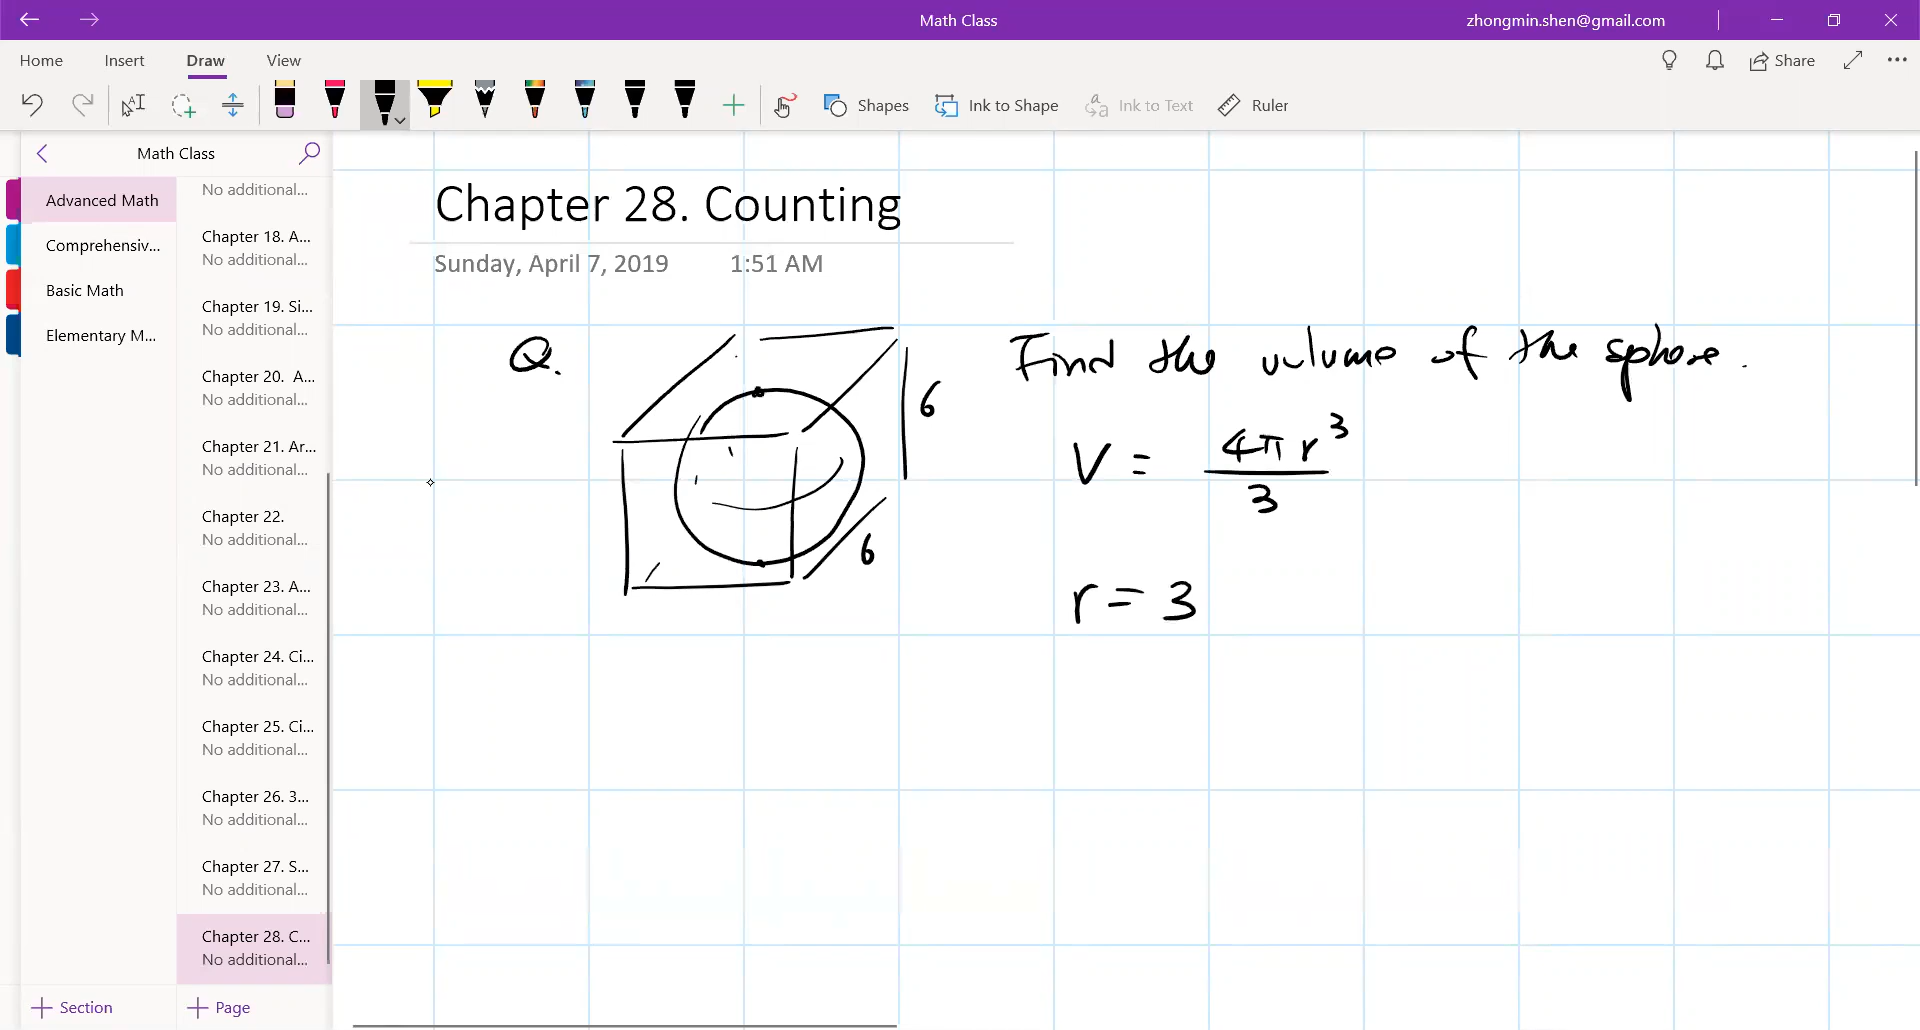 Math Class
zhongmin.shen@gmail.com
Home Insert Draw View
Share
Shapes Ink to Shape Ink to Text Ruler
Math Class
Advanced Math
Comprehensiv...
Basic Math
Elementary M...
No additional...
Chapter 18. A...
No additional...
Chapter 19. Si...
No additional...
Chapter 20. A...
No additional...
Chapter 21. Ar...
No additional...
Chapter 22.
No additional...
Chapter 23. A...
No additional...
Chapter 24. Ci...
No additional...
Chapter 25. Ci...
No additional...
Chapter 26. 3...
No additional...
Chapter 27. S...
No additional...
Chapter 28. C...
No additional...
Section
Page
Chapter 28. Counting
Sunday, April 7, 2019 1:51 AM
Q.
6
6
Find the volume of the sphere.
V = 4πr³ / 3
r = 3